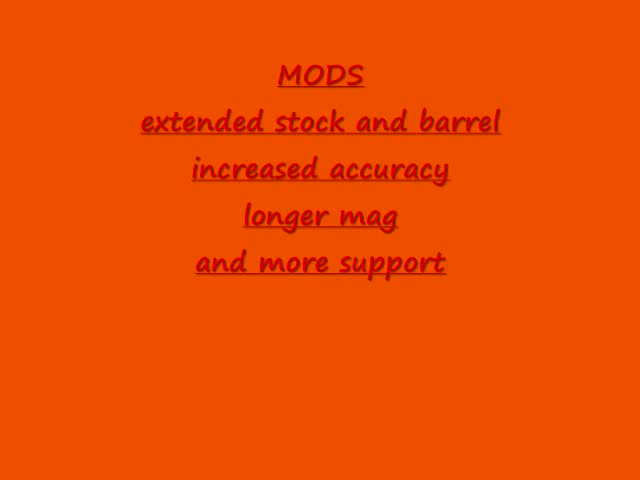 MODS
extended stock and barrel
increased accuracy
longer mag
and more support